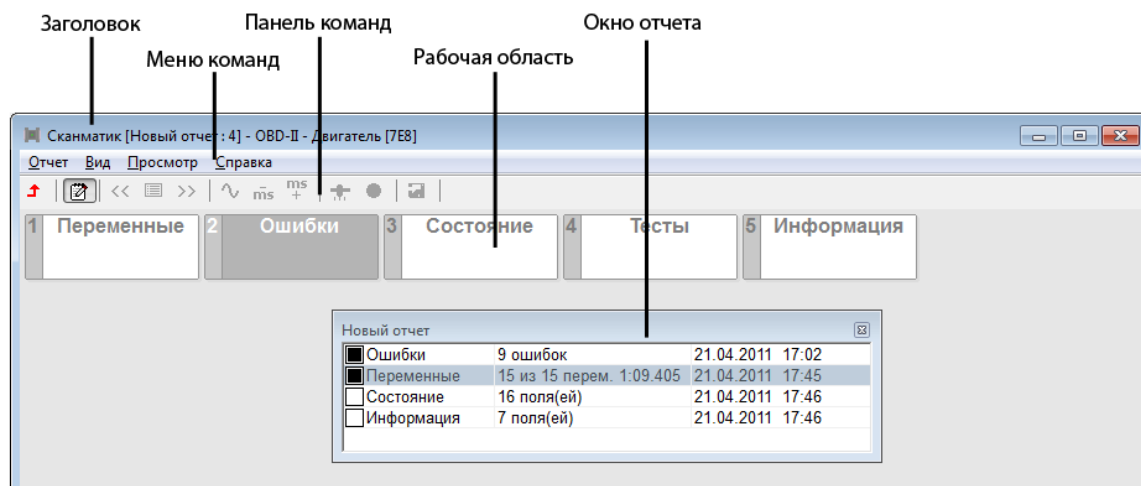 Заголовок Панель команд Окно отчета
Меню команд Рабочая область
Сканматик [Новый отчет : 4] - OBD-II - Двигатель [7E8]
Отчет Вид Просмотр Справка
<< >> ms ms +
1 Переменные 2 Ошибки 3 Состояние 4 Тесты 5 Информация
Новый отчет
Ошибки 9 ошибок 21.04.2011 17:02
Переменные 15 из 15 перем. 1:09.405 21.04.2011 17:45
Состояние 16 поля(ей) 21.04.2011 17:46
Информация 7 поля(ей) 21.04.2011 17:46